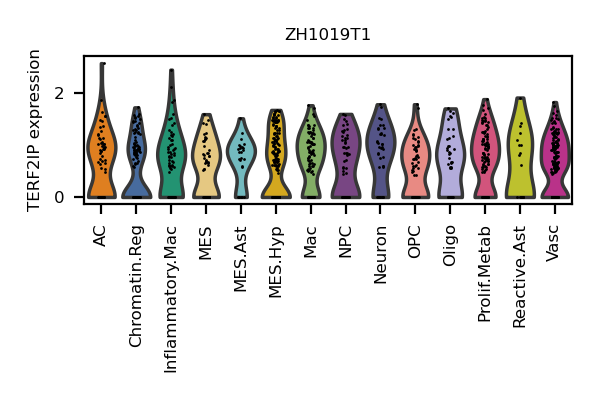 ZH1019T1
TERF2IP expression
2
0
AC
Chromatin.Reg
Inflammatory.Mac
MES
MES.Ast
MES.Hyp
Mac
NPC
Neuron
OPC
Oligo
Prolif.Metab
Reactive.Ast
Vasc